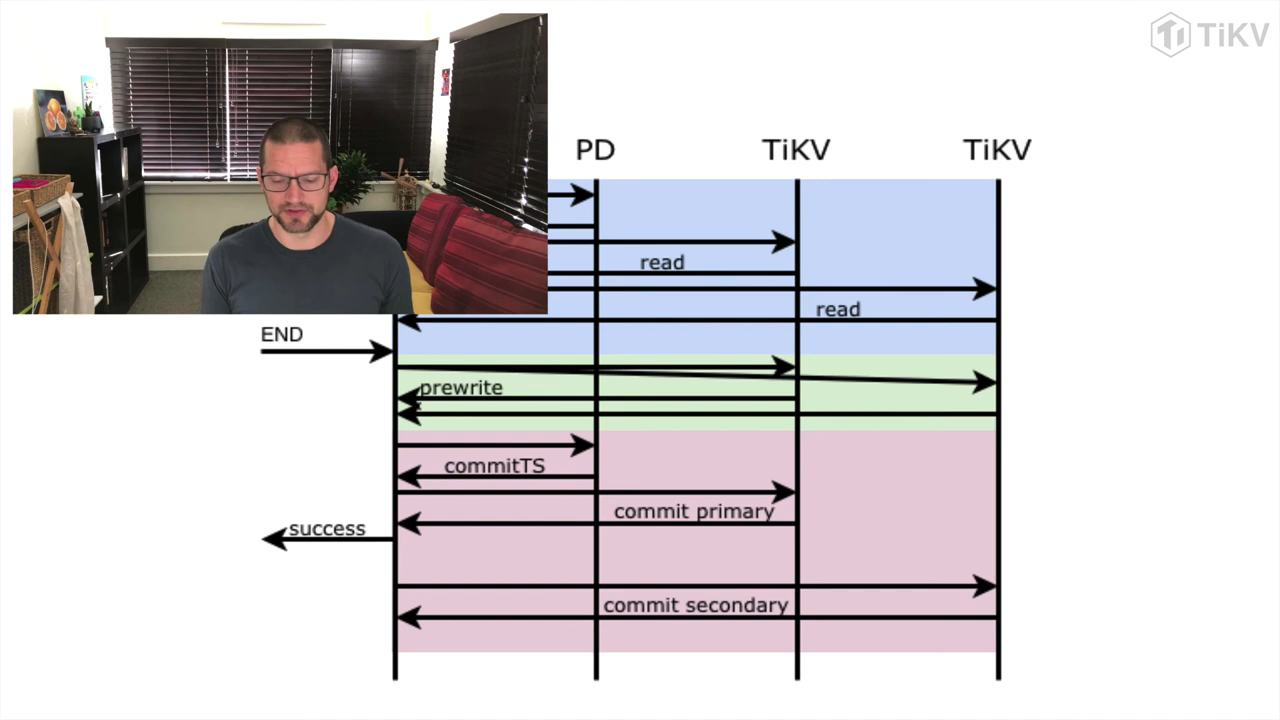 TiKV
PD TiKV TiKV
read
read
END
prewrite
commitTS
commit primary
success
commit secondary